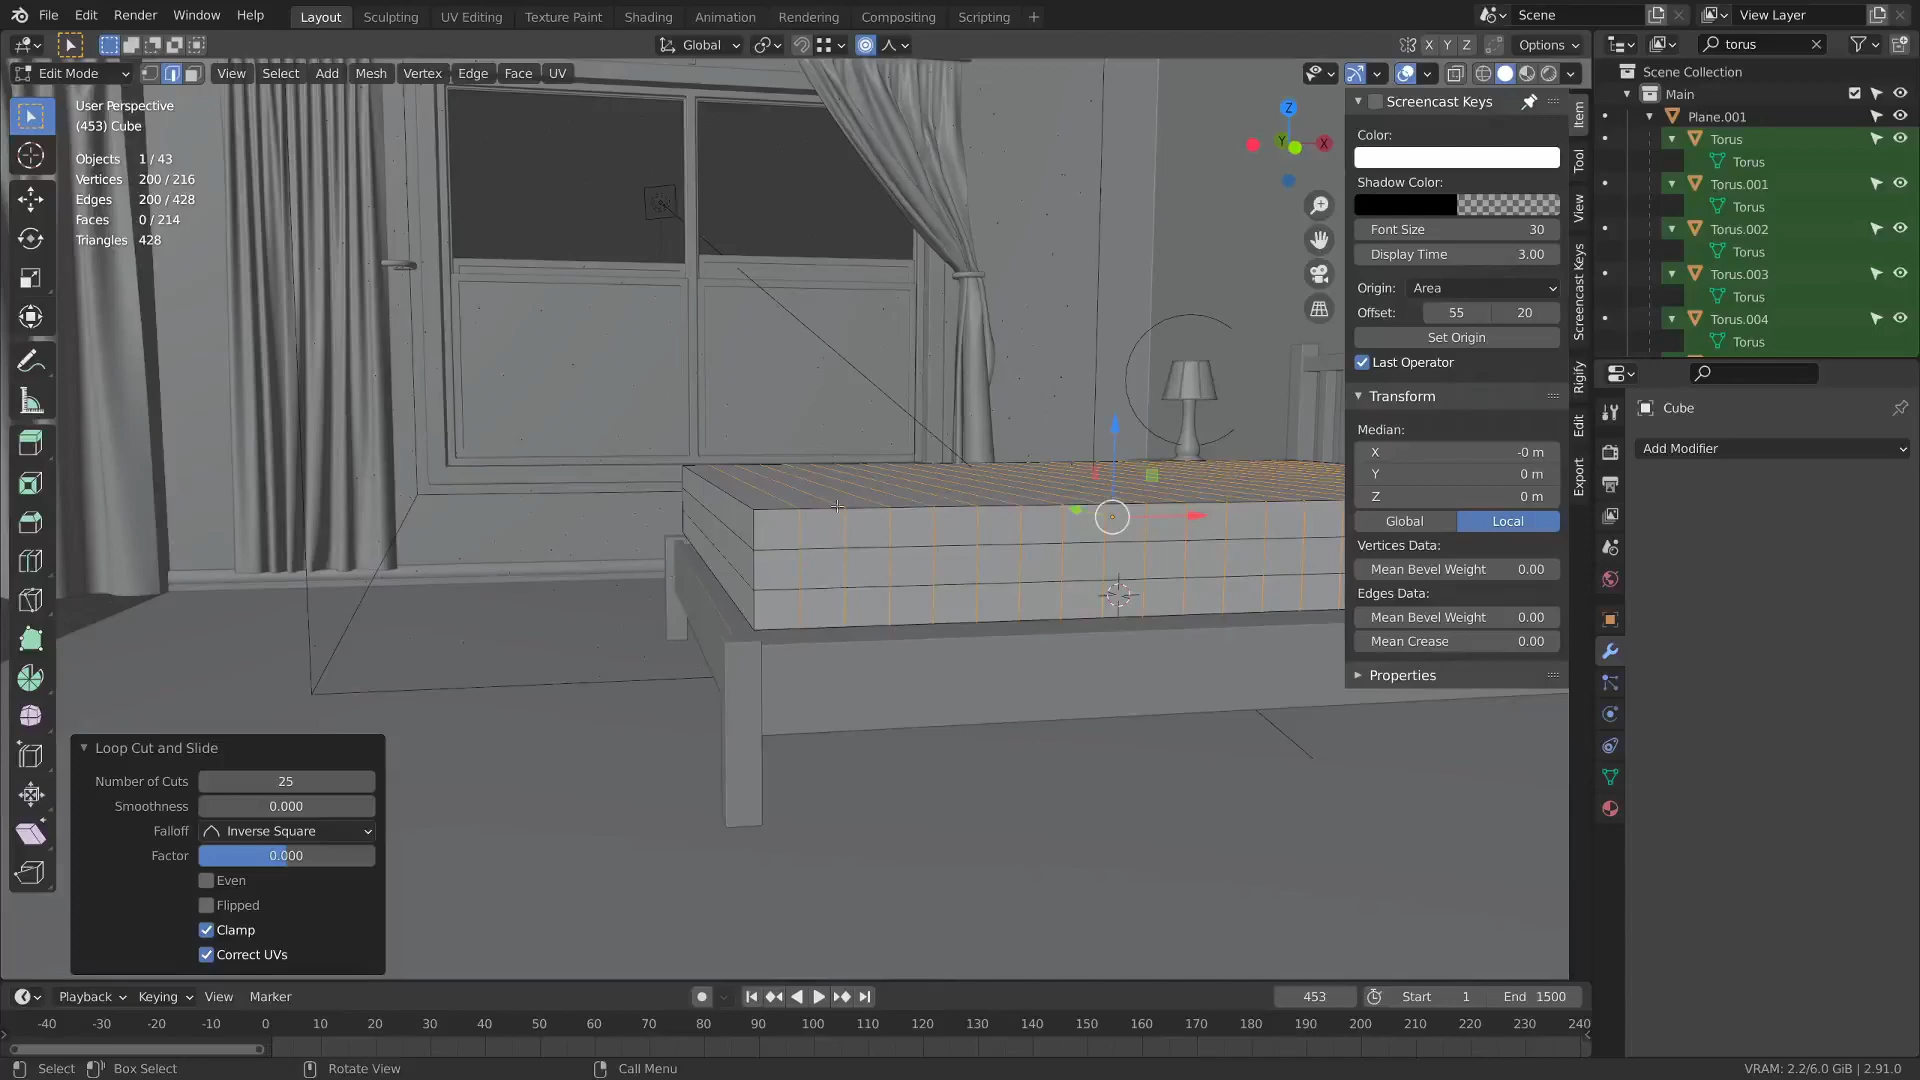 File Edit Render Window Help Layout Sculpting UV Editing Texture Paint Shading Animation Rendering Compositing Scripting + Scene View Layer
Global X Y Z Options torus
Edit Mode View Select Add Mesh Vertex Edge Face UV
User Perspective
(453) Cube
Objects 1 / 43
Vertices 200 / 216
Edges 200 / 428
Faces 0 / 214
Triangles 428
Z
Y
X
Screencast Keys
Color:
Shadow Color:
Font Size 30
Display Time 3.00
Origin: Area
Offset: 55 20
Set Origin
Last Operator
Transform
Median:
X -0 m
Y 0 m
Z 0 m
Global Local
Vertices Data:
Mean Bevel Weight 0.00
Edges Data:
Mean Bevel Weight 0.00
Mean Crease 0.00
Properties
Item
Tool
View
Screencast Keys
Rigify
Edit
Export
Scene Collection
Main
Plane.001
Torus
Torus
Torus.001
Torus
Torus.002
Torus
Torus.003
Torus
Torus.004
Torus
Cube
Add Modifier
Loop Cut and Slide
Number of Cuts 25
Smoothness 0.000
Falloff Inverse Square
Factor 0.000
Even
Flipped
Clamp
Correct UVs
Playback Keying View Marker 453 Start 1 End 1500
-40 -30 -20 -10 0 10 20 30 40 50 60 70 80 90 100 110 120 130 140 150 160 170 180 190 200 210 220 230 240
Select Box Select Rotate View Call Menu VRAM: 2.2/6.0 GiB | 2.91.0